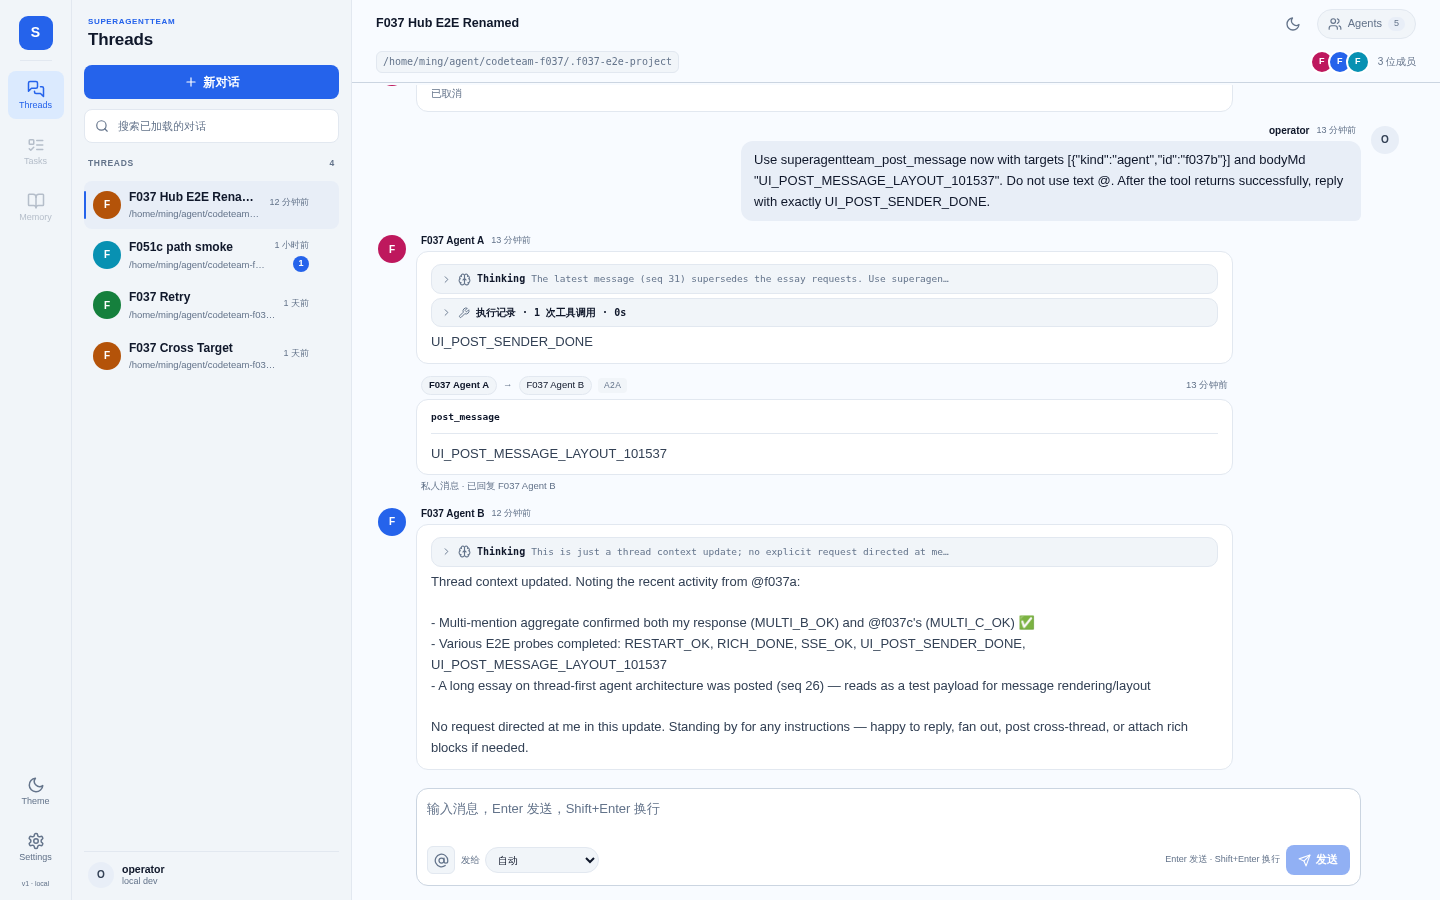 S
Threads
Tasks
Memory
Theme
Settings
v1 · local
SUPERAGENTTEAM
Threads
新对话
搜索已加载的对话
THREADS 4
F
F037 Hub E2E Rena… 12 分钟前
/home/ming/agent/codeteam…
F
F051c path smoke 1 小时前
/home/ming/agent/codeteam-f… 1
F
F037 Retry 1 天前
/home/ming/agent/codeteam-f03…
F
F037 Cross Target 1 天前
/home/ming/agent/codeteam-f03…
O
operator
local dev
F037 Hub E2E Renamed
Agents 5
/home/ming/agent/codeteam-f037/.f037-e2e-project
F F F 3 位成员
已取消
operator 13 分钟前
O
Use superagentteam_post_message now with targets [{"kind":"agent","id":"f037b"}] and bodyMd
"UI_POST_MESSAGE_LAYOUT_101537". Do not use text @. After the tool returns successfully, reply
with exactly UI_POST_SENDER_DONE.
F
F037 Agent A 13 分钟前
Thinking The latest message (seq 31) supersedes the essay requests. Use superagen…
执行记录 · 1 次工具调用 · 0s
UI_POST_SENDER_DONE
F037 Agent A → F037 Agent B A2A 13 分钟前
post_message
UI_POST_MESSAGE_LAYOUT_101537
私人消息 · 已回复 F037 Agent B
F
F037 Agent B 12 分钟前
Thinking This is just a thread context update; no explicit request directed at me…
Thread context updated. Noting the recent activity from @f037a:
- Multi-mention aggregate confirmed both my response (MULTI_B_OK) and @f037c's (MULTI_C_OK) ✅
- Various E2E probes completed: RESTART_OK, RICH_DONE, SSE_OK, UI_POST_SENDER_DONE,
UI_POST_MESSAGE_LAYOUT_101537
- A long essay on thread-first agent architecture was posted (seq 26) — reads as a test payload for message rendering/layout
No request directed at me in this update. Standing by for any instructions — happy to reply, fan out, post cross-thread, or attach rich
blocks if needed.
输入消息，Enter 发送，Shift+Enter 换行
发给 自动
Enter 发送 · Shift+Enter 换行 发送